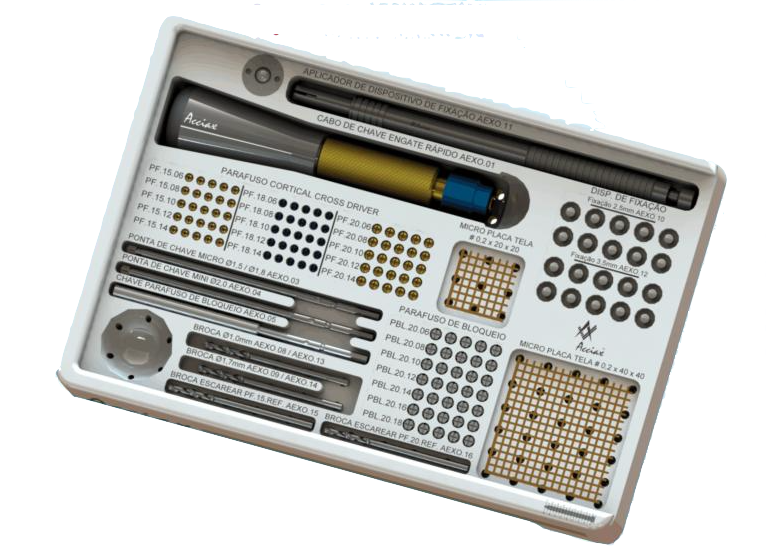 APLICADOR DE DISPOSITIVO DE FIXAÇÃO AEXO.11
Acciax
CABO DE CHAVE ENGATE RÁPIDO AEXO.01
DISP. DE FIXAÇÃO
Fixação 2.5mm AEXO.10
Fixação 3.5mm AEXO.12
PARAFUSO CORTICAL CROSS DRIVER
PF.15.06
PF.15.08
PF.15.10
PF.15.12
PF.15.14
PF.18.06
PF.18.08
PF.18.10
PF.18.12
PF.18.14
PF.20.06
PF.20.08
PF.20.10
PF.20.12
PF.20.14
MICRO PLACA TELA
# 0,2 x 20 x 20
PONTA DE CHAVE MICRO Ø1.5 / Ø1.8 AEXO.03
PONTA DE CHAVE MINI Ø2.0 AEXO.04
CHAVE PARAFUSO DE BLOQUEIO AEXO.05
BROCA Ø1.0mm AEXO 08 / AEXO.13
BROCA Ø1.7mm AEXO 09 / AEXO.14
BROCA ESCAREAR PF.15.REF AEXO.15
BROCA ESCAREAR PF.20.REF AEXO.16
PARAFUSO DE BLOQUEIO
PBL.20.06
PBL.20.08
PBL.20.10
PBL.20.12
PBL.20.14
PBL.20.16
PBL.20.18
Acciax
MICRO PLACA TELA # 0,2 x 40 x 40